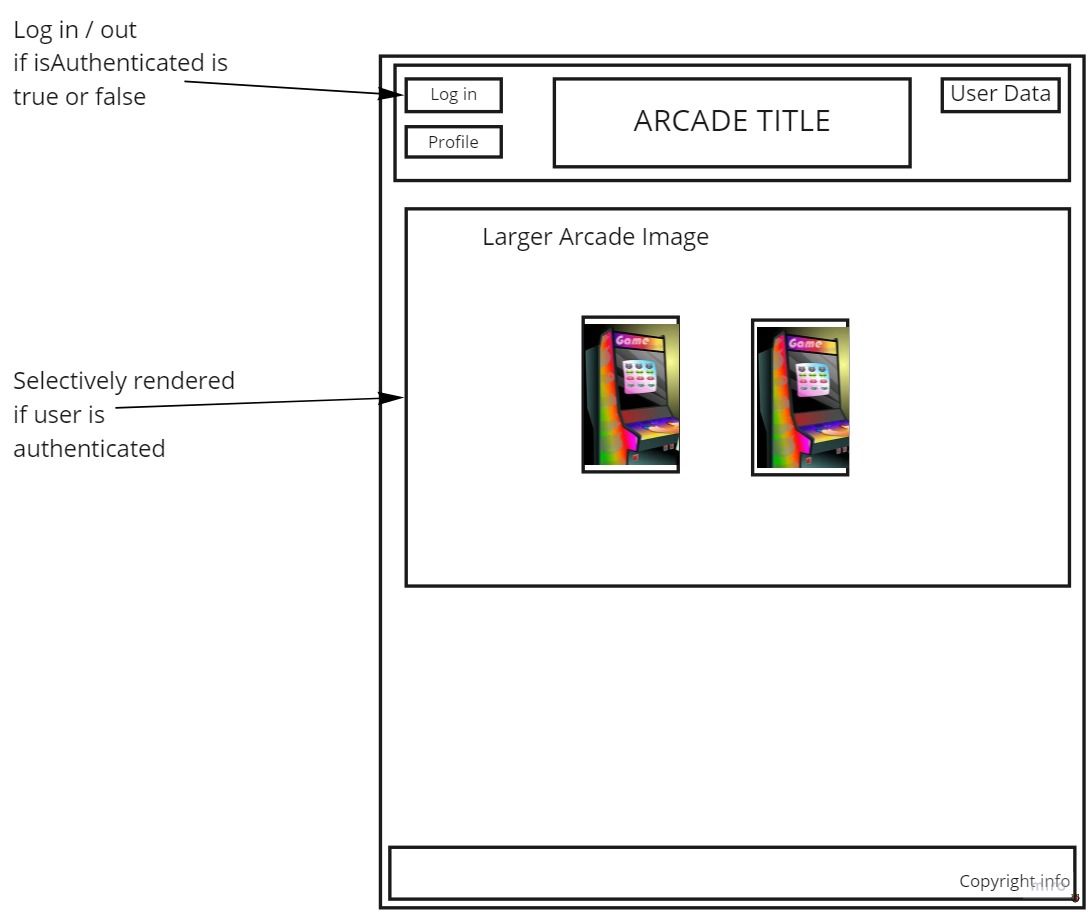 Log in / out
if isAuthenticated is
true or false
Log in
Profile
ARCADE TITLE
User Data
Larger Arcade Image
Game
Game
Selectively rendered
if user is
authenticated
Copyright info
miro